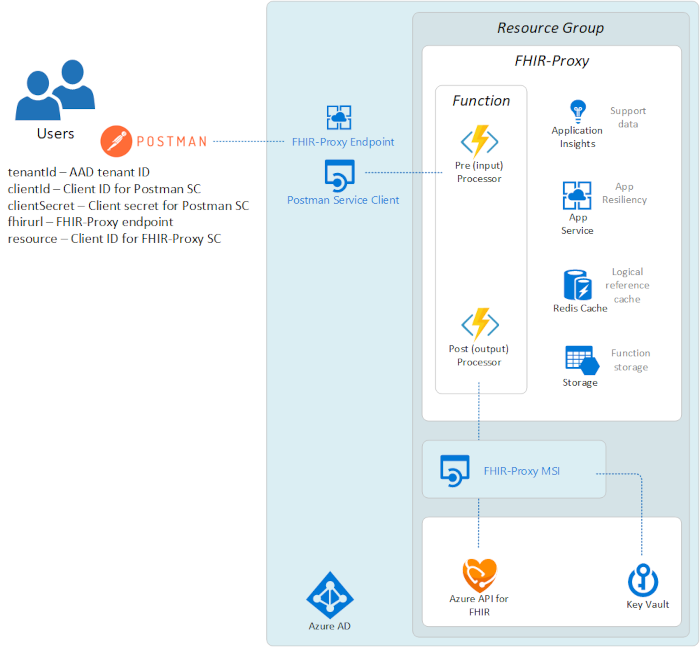 Resource Group
FHIR-Proxy
Function
Users
POSTMAN
FHIR-Proxy Endpoint
Postman Service Client
tenantId – AAD tenant ID
clientId – Client ID for Postman SC
clientSecret – Client secret for Postman SC
fhirurl – FHIR-Proxy endpoint
resource – Client ID for FHIR-Proxy SC
Pre (input)
Processor
Post (output)
Processor
Application
Insights
Support
data
App
Service
App
Resiliency
Redis Cache
Logical
reference
cache
Storage
Function
storage
FHIR-Proxy MSI
Azure API for
FHIR
Key Vault
Azure AD